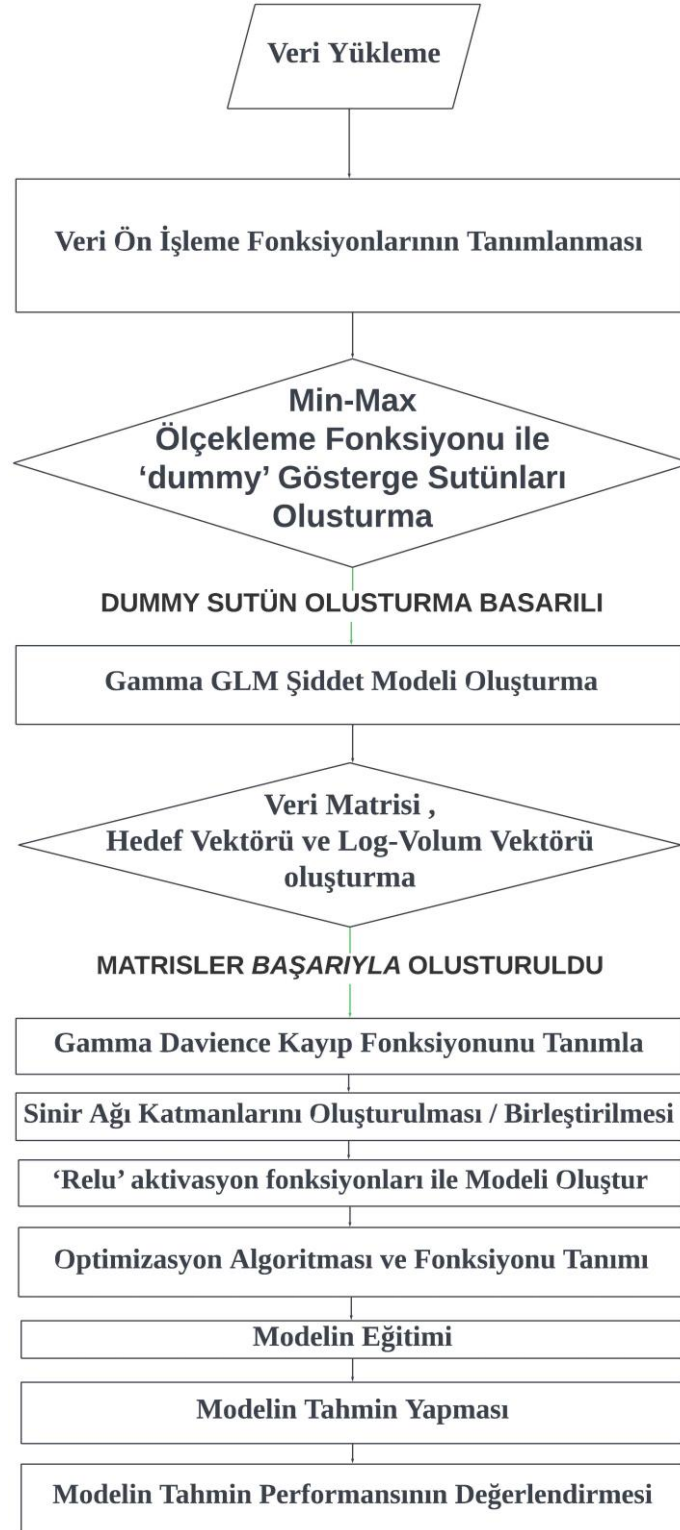 Veri Yükleme
Veri Ön İşleme Fonksiyonlarının Tanımlanması
Min-Max
Ölçekleme Fonksiyonu ile
‘dummy’ Gösterge Sutünları
Olusturma
DUMMY SUTÜN OLUSTURMA BASARILI
Gamma GLM Şiddet Modeli Oluşturma
Veri Matrisi ,
Hedef Vektörü ve Log-Volum Vektörü
oluşturma
MATRISLER BAŞARIYLA OLUSTURULDU
Gamma Davience Kayıp Fonksiyonunu Tanımla
Sinir Ağı Katmanlarını Oluşturulması / Birleştirilmesi
‘Relu’ aktivasyon fonksiyonları ile Modeli Oluştur
Optimizasyon Algoritması ve Fonksiyonu Tanımı
Modelin Eğitimi
Modelin Tahmin Yapması
Modelin Tahmin Performansının Değerlendirmesi